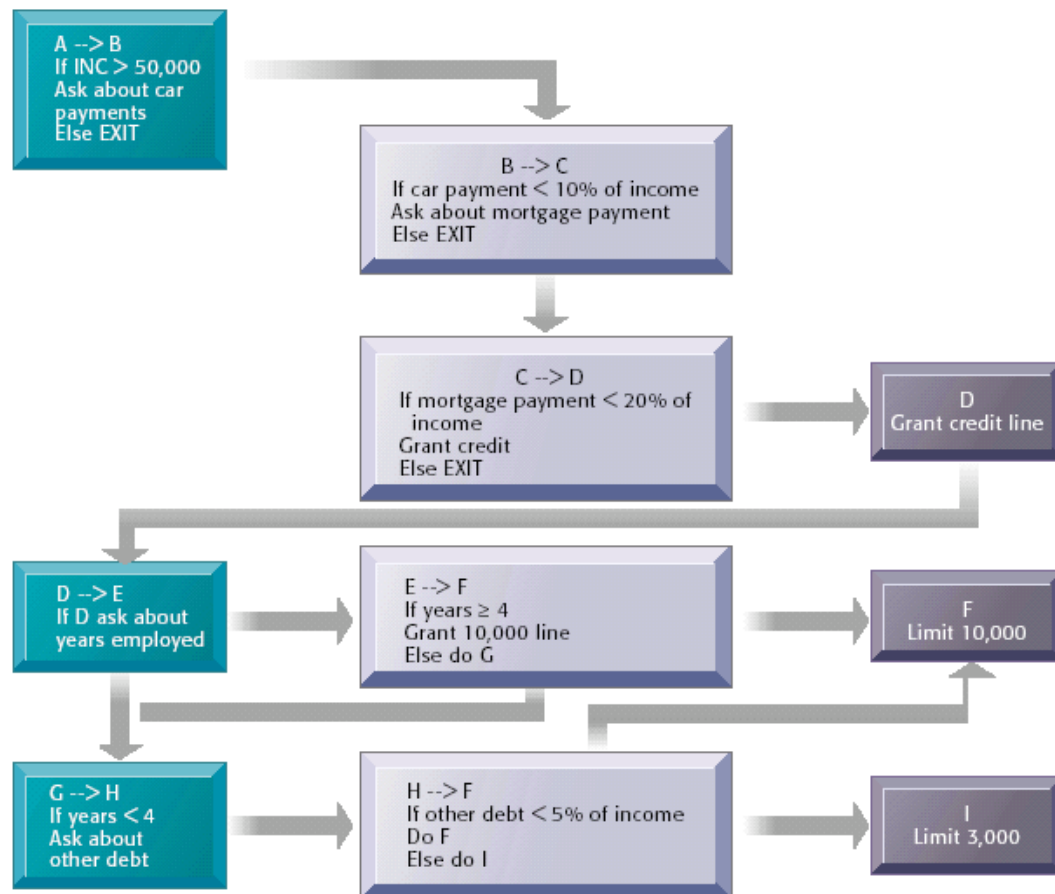 A --> B
If INC > 50,000
Ask about car
payments
Else EXIT
B --> C
If car payment < 10% of income
Ask about mortgage payment
Else EXIT
C --> D
If mortgage payment < 20% of
income
Grant credit
Else EXIT
D
Grant credit line
D --> E
If D ask about
years employed
E --> F
If years ≥ 4
Grant 10,000 line
Else do G
F
Limit 10,000
G --> H
If years < 4
Ask about
other debt
H --> F
If other debt < 5% of income
Do F
Else do I
I
Limit 3,000